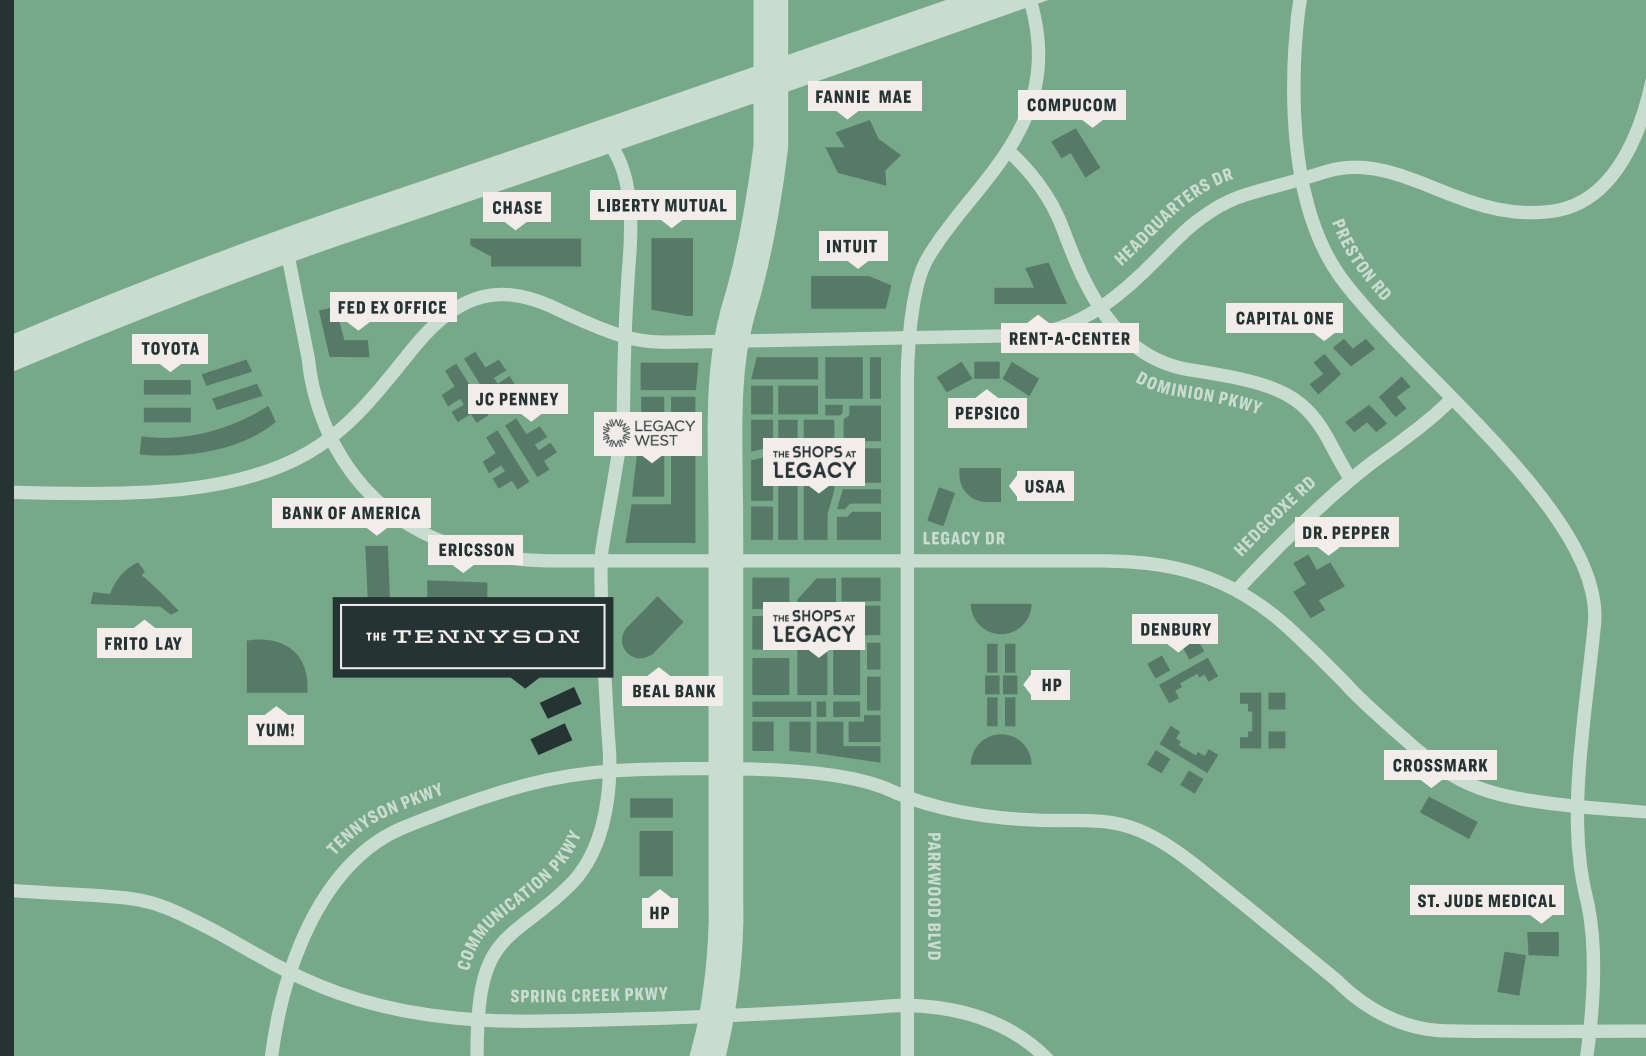 FANNIE MAE
COMPUCOM
HEADQUARTERS DR
CHASE
LIBERTY MUTUAL
INTUIT
PRESTON RD
FED EX OFFICE
TOYOTA
RENT-A-CENTER
CAPITAL ONE
DOMINION PKWY
JC PENNEY
PEPSICO
LEGACY
WEST
THE SHOPS AT
LEGACY
USAA
BANK OF AMERICA
HEDGCOXE RD
DR. PEPPER
LEGACY DR
ERICSSON
FRITO LAY
THE TENNYSON
THE SHOPS AT
LEGACY
DENBURY
BEAL BANK
HP
YUM!
CROSSMARK
TENNYSON PKWY
COMMUNICATION PKWY
PARKWOOD BLVD
HP
ST. JUDE MEDICAL
SPRING CREEK PKWY